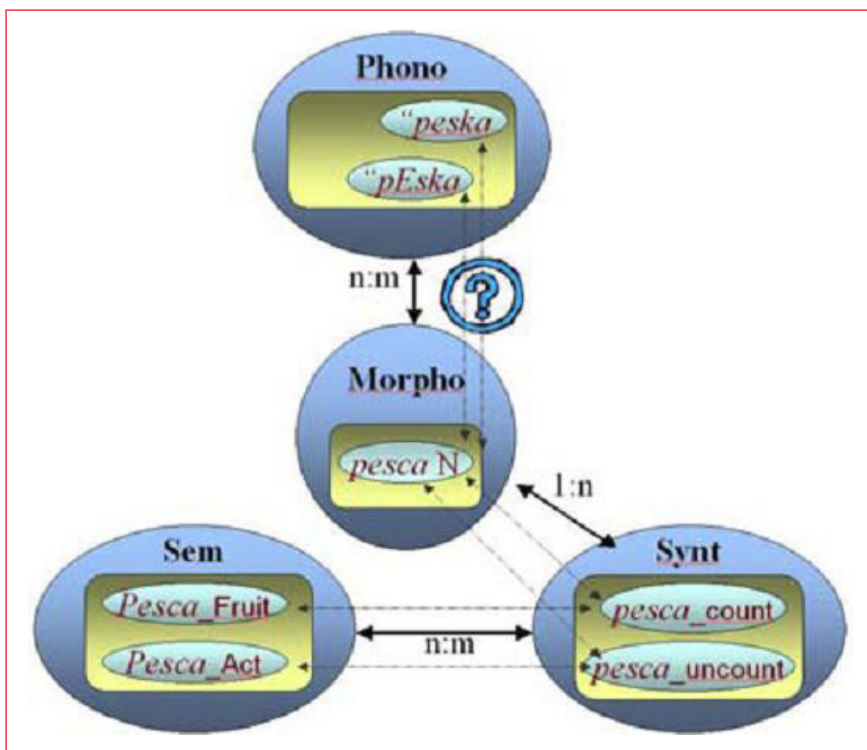 Phono
“peska
“pEska
n:m
?
Morpho
pesca N
1:n
Sem
Pesca_Fruit
Pesca_Act
n:m
Synt
pesca_count
pesca_uncount